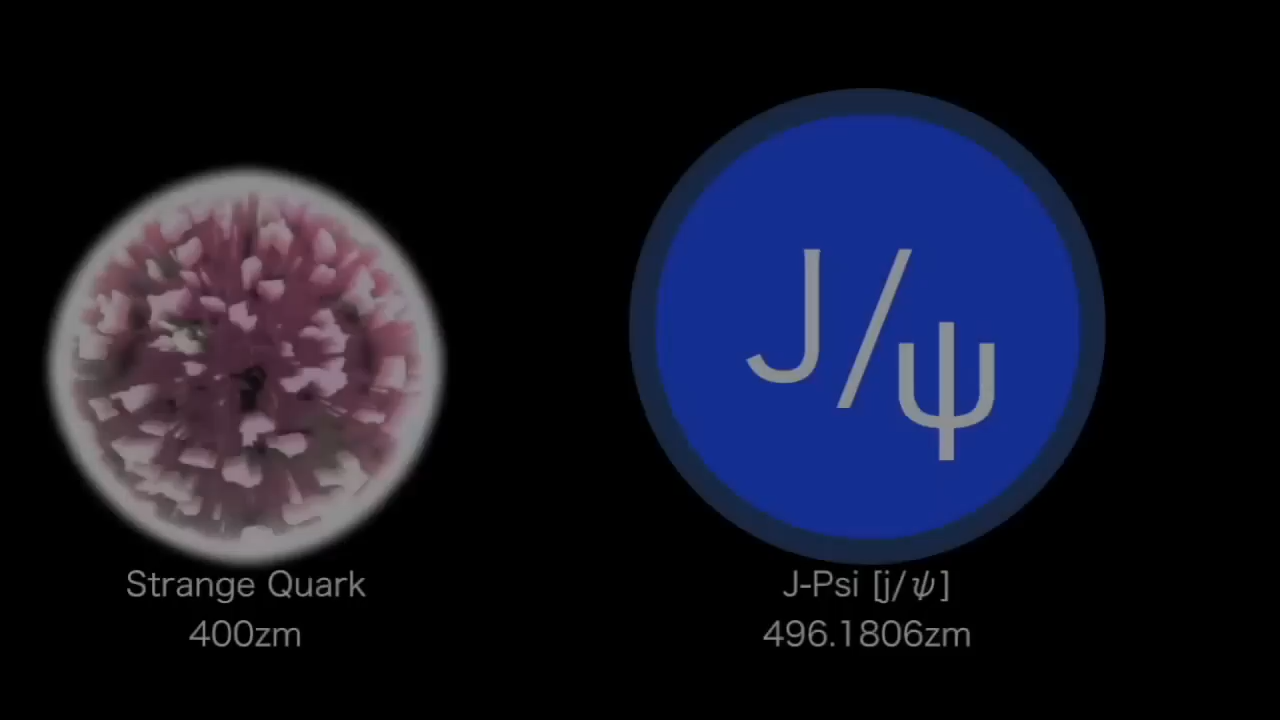 J/ψ
Strange Quark
400zm
J-Psi [j/ψ]
496.1806zm